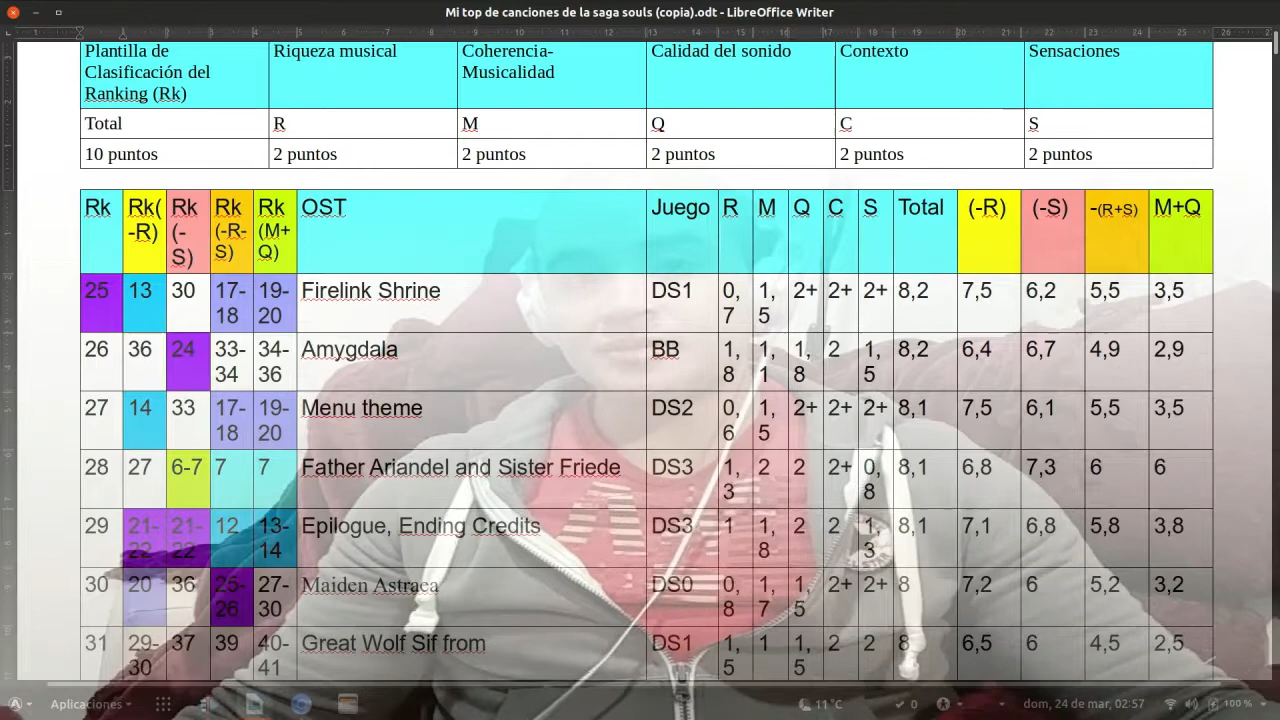 Mi top de canciones de la saga souls (copia).odt - LibreOffice Writer
Plantilla de Clasificación del Ranking (Rk) Riqueza musical Coherencia-Musicalidad Calidad del sonido Contexto Sensaciones
Total R M Q C S
10 puntos 2 puntos 2 puntos 2 puntos 2 puntos 2 puntos
Rk Rk(-R) Rk (-S) Rk (-R-S) Rk (M+Q) OST Juego R M Q C S Total (-R) (-S) -(R+S) M+Q
25 13 30 17-18 19-20 Firelink Shrine DS1 0,7 1,5 2+ 2+ 2+ 8,2 7,5 6,2 5,5 3,5
26 36 24 33-34 34-36 Amygdala BB 1,8 1,1 1,8 2 1,5 8,2 6,4 6,7 4,9 2,9
27 14 33 17-18 19-20 Menu theme DS2 0,6 1,5 2+ 2+ 2+ 8,1 7,5 6,1 5,5 3,5
28 27 6-7 7 7 Father Ariandel and Sister Friede DS3 1,3 2 2 2+ 0,8 8,1 6,8 7,3 6 6
29 21-22 21-22 12 13-14 Epilogue, Ending Credits DS3 1 1,8 2 2 1,3 8,1 7,1 6,8 5,8 3,8
30 20 36 25-26 27-30 Maiden Astraea DS0 0,8 1,7 1,5 2+ 2+ 8 7,2 6 5,2 3,2
31 29-30 37 39 40-41 Great Wolf Sif from DS1 1,5 1 1,5 2 2 8 6,5 6 4,5 2,5
Aplicaciones 11 °C 0 dom, 24 de mar, 02:57 100 %